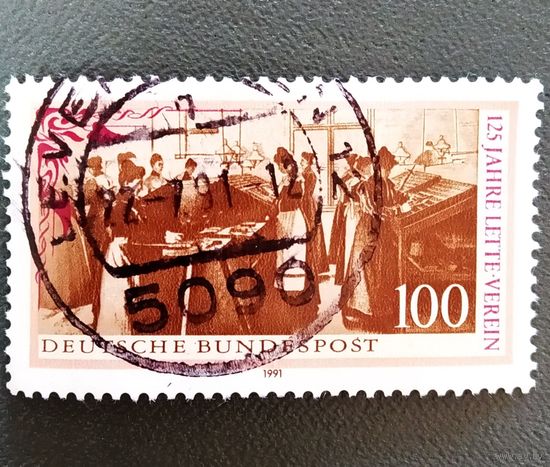 125 JAHRE LETTE-VEREIN
100
DEUTSCHE BUNDESPOST
1991
5090